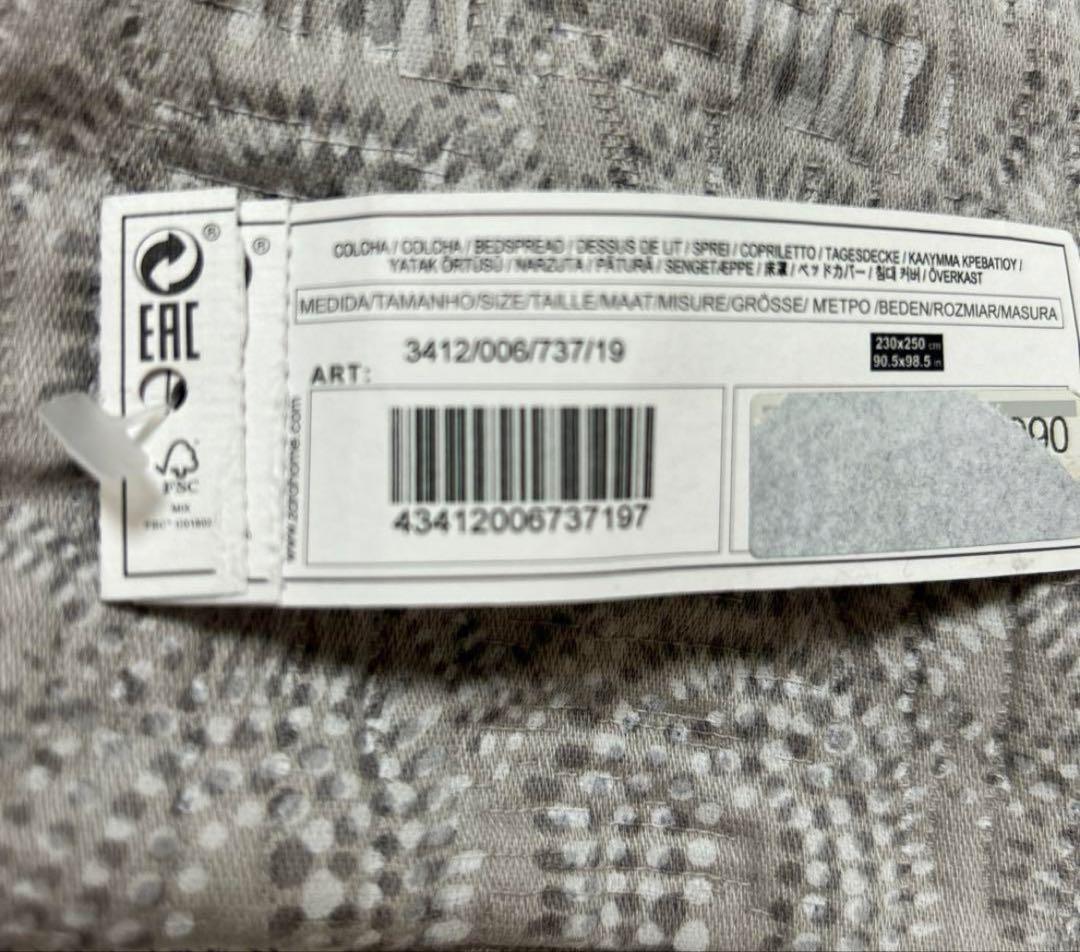 ®
®
EAC
FSC
MIX
www.zarahome.com
COLCHA / COLCHA / BEDSPREAD / DESSUS DE LIT / SPREI / COPRILETTO / TAGESDECKE / ΚΑΛΥΜΜΑ ΚΡΕΒΑΤΙΟΥ /
YATAK ÖRTÜSÜ / NARZUTA / PĂTURĂ / SENGETÆPPE / 床罩 / ベッドカバー / 침대 커버 / ÖVERKAST
MEDIDA/TAMANHO/SIZE/TAILLE/MAAT/MISURE/GRÖSSE/ ΜΕΤΡΟ /BEDEN/ROZMIAR/MASURA
3412/006/737/19
230x250 cm
90.5x98.5 in
ART:
43412006737197